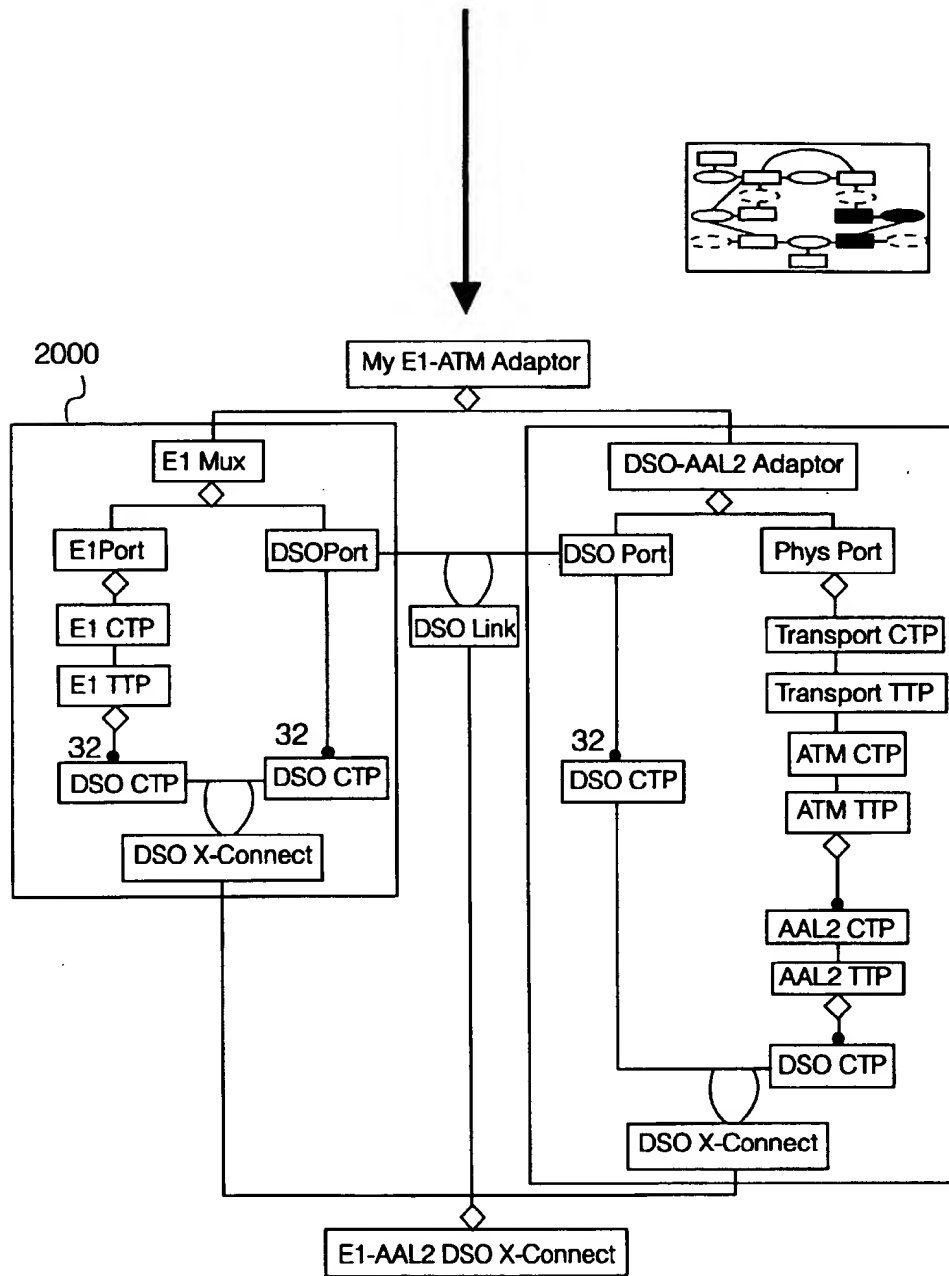 2000
My E1-ATM Adaptor
E1 Mux
DSO-AAL2 Adaptor
E1Port
DSOPort
DSO Port
Phys Port
E1 CTP
DSO Link
Transport CTP
E1 TTP
Transport TTP
32
32
32
DSO CTP
DSO CTP
DSO CTP
ATM CTP
ATM TTP
DSO X-Connect
AAL2 CTP
AAL2 TTP
DSO CTP
DSO X-Connect
E1-AAL2 DSO X-Connect